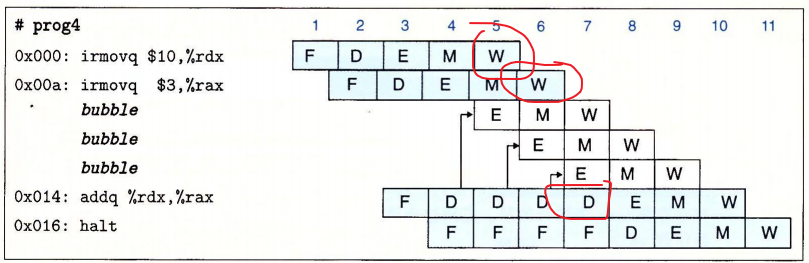 # prog4 1 2 3 4 5 6 7 8 9 10 11
0x000: irmovq $10,%rdx F D E M W
0x00a: irmovq $3,%rax F D E M W
bubble E M W
bubble E M W
bubble E M W
0x014: addq %rdx,%rax F D D D D E M W
0x016: halt F F F F D E M W